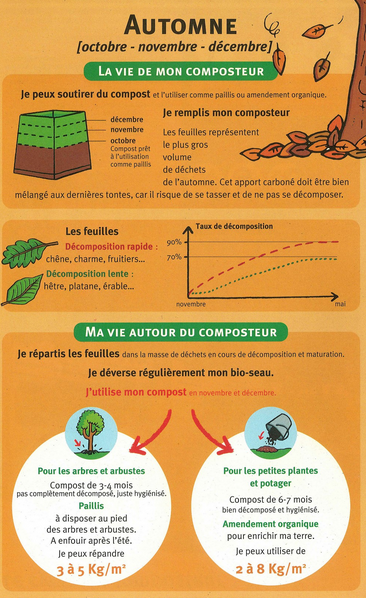 AUTOMNE
[octobre - novembre - décembre]
LA VIE DE MON COMPOSTEUR
Je peux soutirer du compost et l'utiliser comme paillis ou amendement organique.
décembre
novembre
octobre
Compost prêt
à l'utilisation
comme paillis
Je remplis mon composteur
Les feuilles représentent
le plus gros
volume
de déchets
de l'automne. Cet apport carboné doit être bien
mélangé aux dernières tontes, car il risque de se tasser et de ne pas se décomposer.
Les feuilles
Décomposition rapide :
chêne, charme, fruitiers...
Décomposition lente :
hêtre, platane, érable...
Taux de décomposition
90%
70%
novembre
mai
MA VIE AUTOUR DU COMPOSTEUR
Je répartis les feuilles dans la masse de déchets en cours de décomposition et maturation.
Je déverse régulièrement mon bio-seau.
J'utilise mon compost en novembre et décembre.
Pour les arbres et arbustes
Compost de 3-4 mois
pas complètement décomposé, juste hygiénisé.
Paillis
à disposer au pied
des arbres et arbustes.
A enfouir après l'été.
Je peux répandre
3 à 5 Kg/m²
Pour les petites plantes
et potager
Compost de 6-7 mois
bien décomposé et hygiénisé.
Amendement organique
pour enrichir ma terre.
Je peux utiliser de
2 à 8 Kg/m²